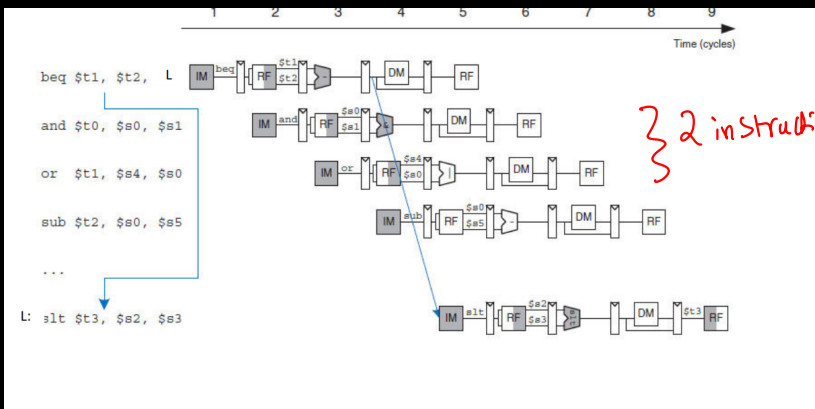 1 2 3 4 5 6 7 8 9
Time (cycles)
beq $t1, $t2, L IM beq RF $t1 $t2 - DM RF
and $t0, $s0, $s1 IM and RF $s0 $s1 & DM RF
} 2 instructi
or $t1, $s4, $s0 IM or RF $s4 $s0 | DM RF
sub $t2, $s0, $s5 IM sub RF $s0 $s5 - DM RF
...
L: slt $t3, $s2, $s3 IM slt RF $s2 $s3 slt DM $t3 RF